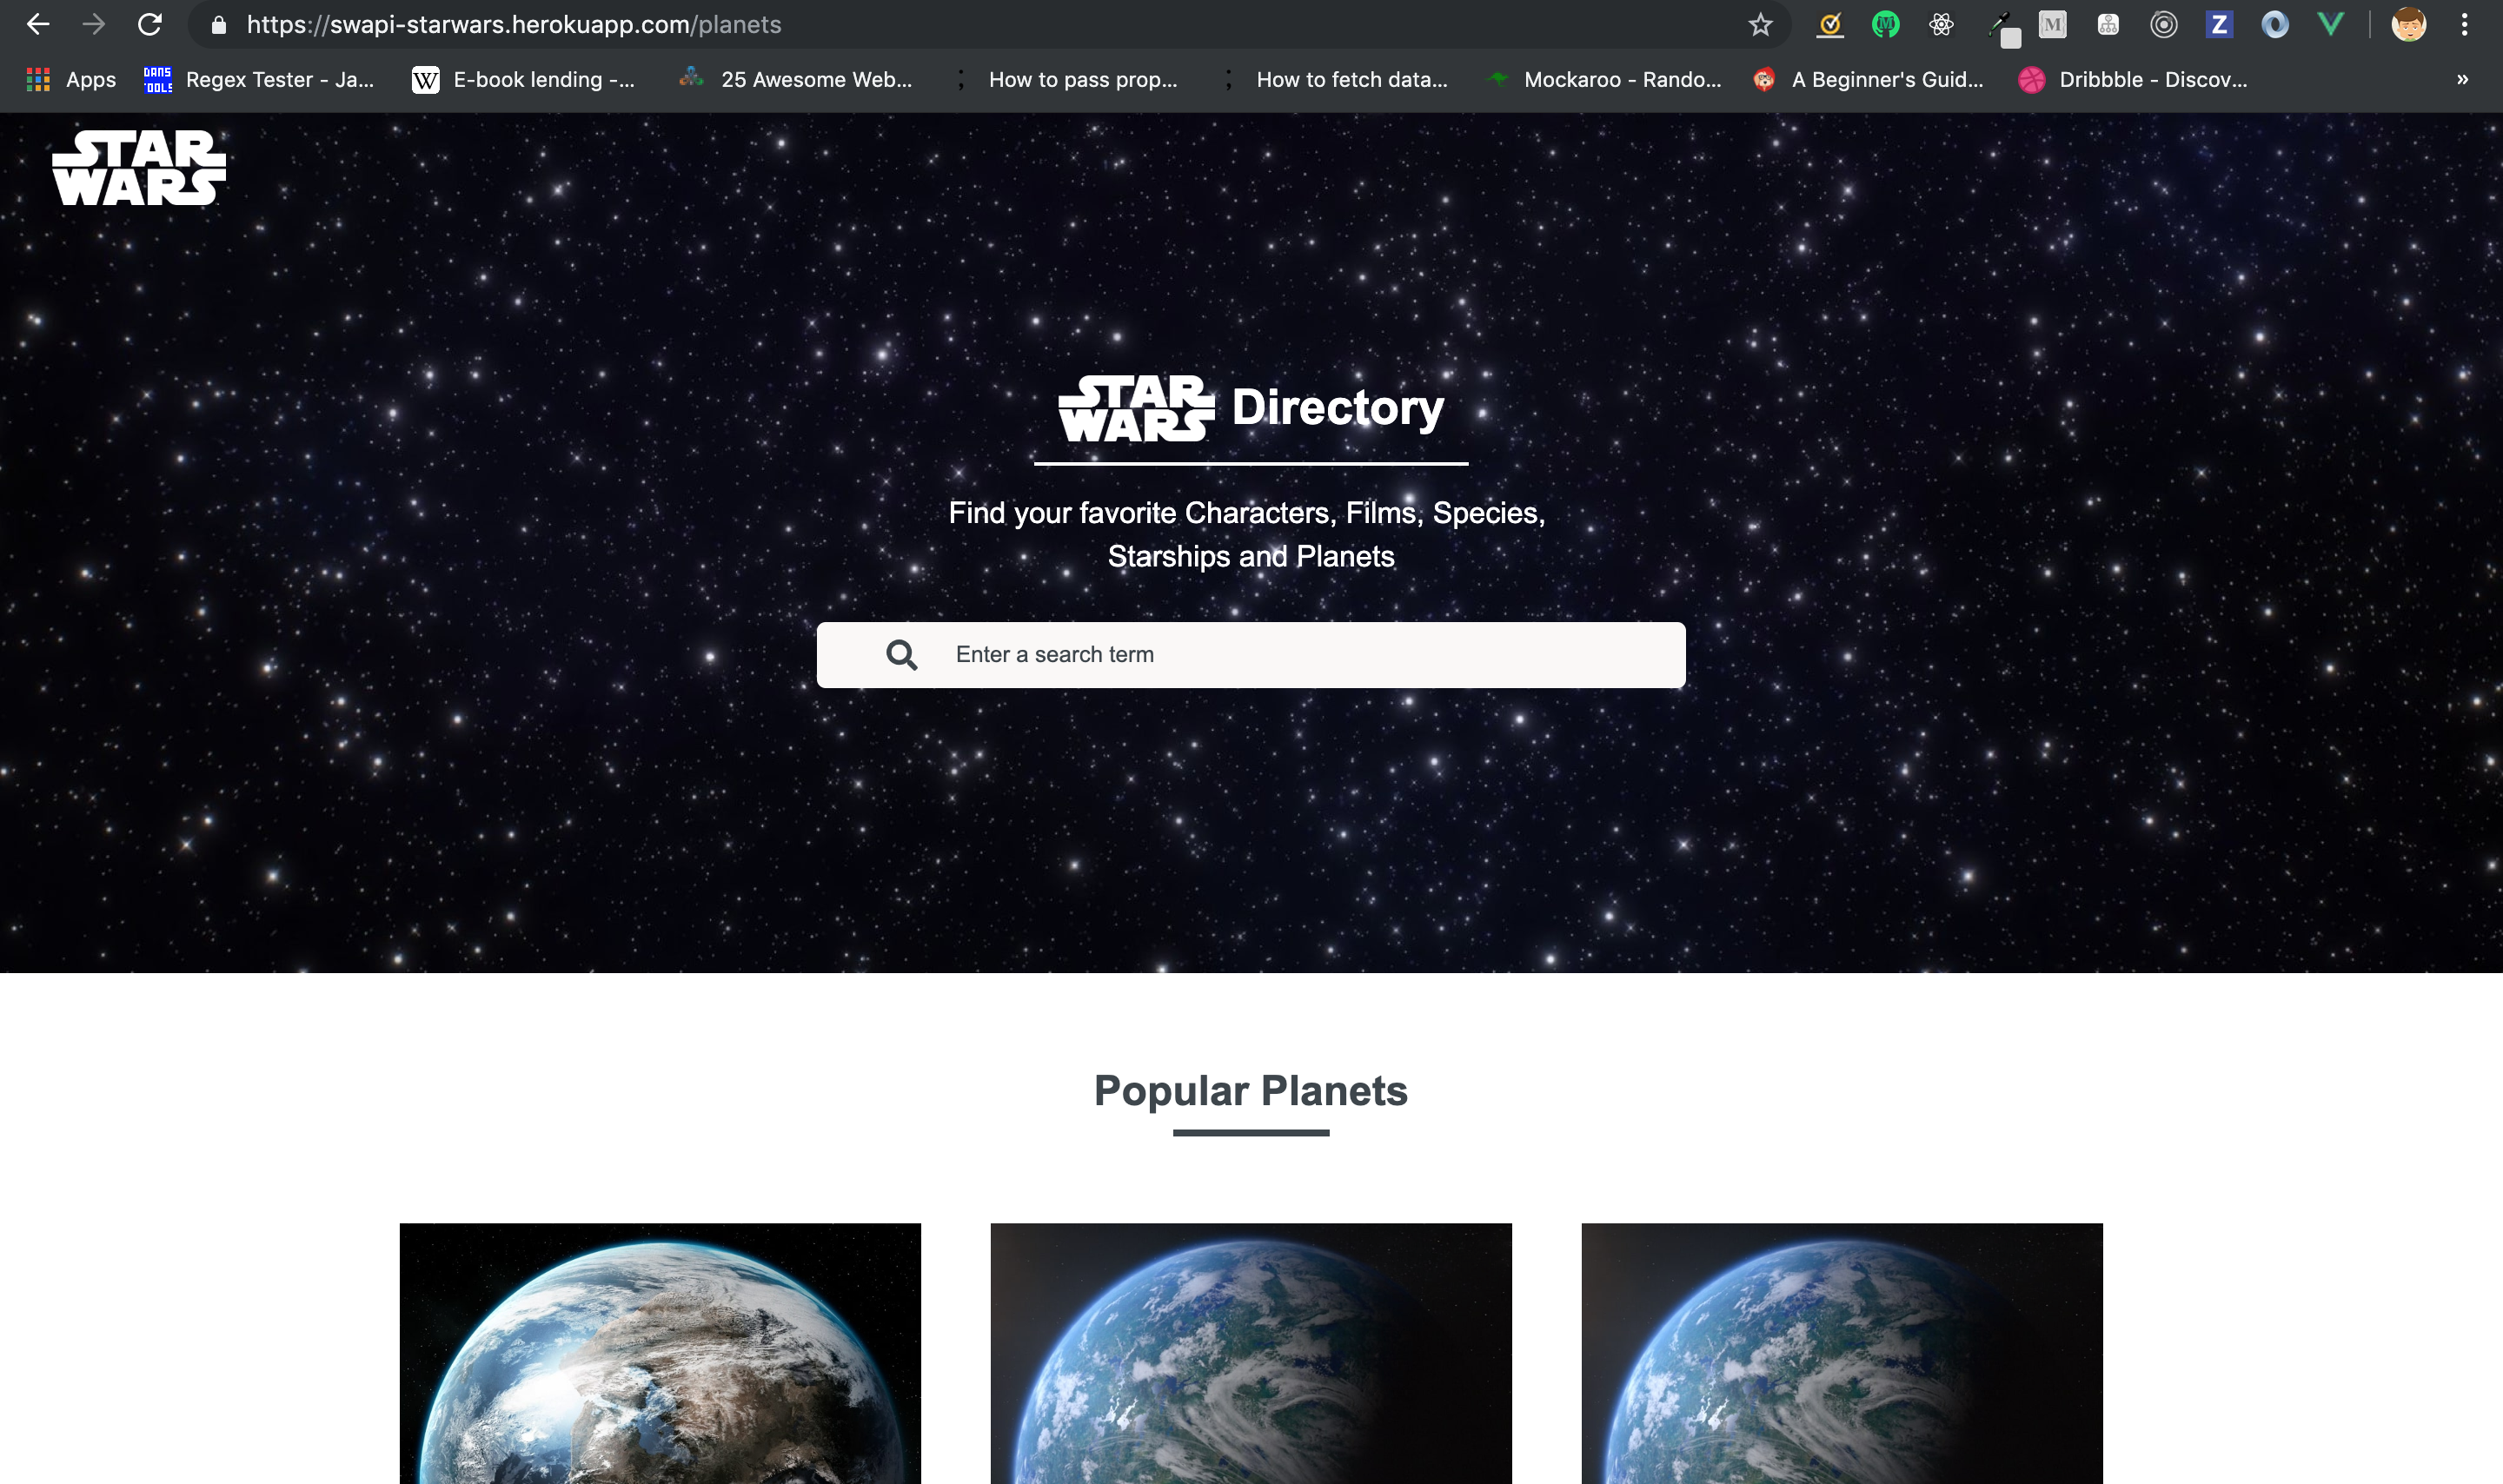 https://swapi-starwars.herokuapp.com/planets
M
M
Z
Apps
DANS TOOLS
Regex Tester - Ja...
W
E-book lending -...
25 Awesome Web...
; How to pass prop...
; How to fetch data...
Mockaroo - Rando...
A Beginner's Guid...
Dribbble - Discov...
»
STAR
WARS
STAR
WARS
Directory
Find your favorite Characters, Films, Species,
Starships and Planets
Enter a search term
Popular Planets